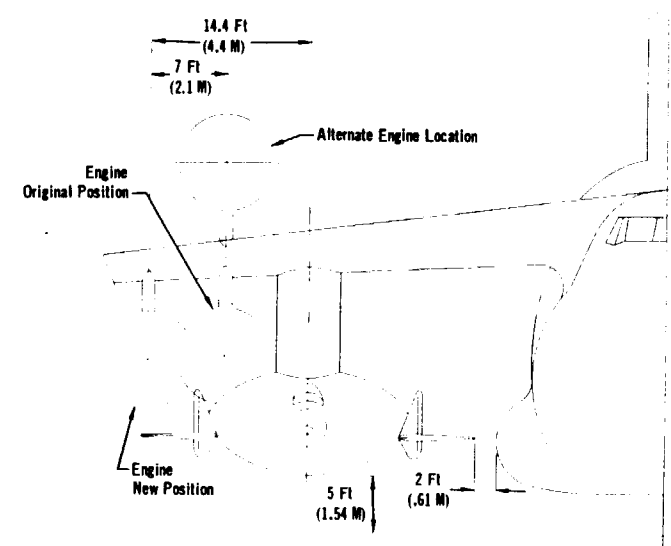 14.4 Ft
(4.4 M)
7 Ft
(2.1 M)
Alternate Engine Location
Engine
Original Position
Engine
New Position
5 Ft
(1.54 M)
2 Ft
(.61 M)